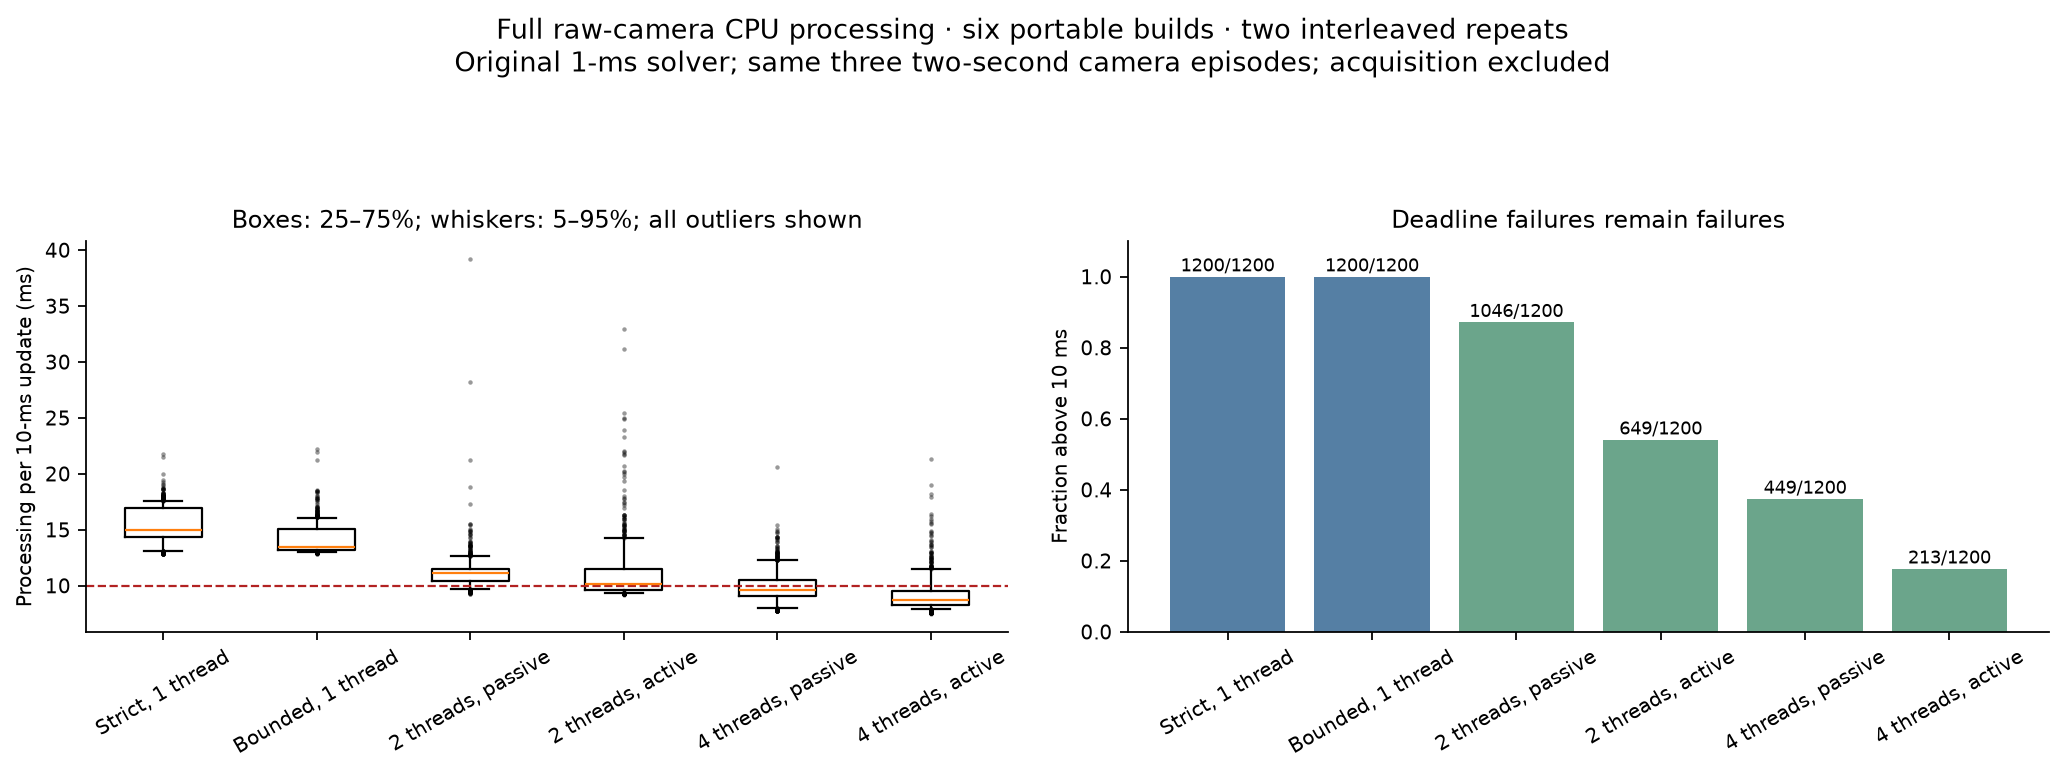 Full raw-camera CPU processing · six portable builds · two interleaved repeats
Original 1-ms solver; same three two-second camera episodes; acquisition excluded
Boxes: 25–75%; whiskers: 5–95%; all outliers shown
Processing per 10-ms update (ms)
40
35
30
25
20
15
10
Strict, 1 thread
Bounded, 1 thread
2 threads, passive
2 threads, active
4 threads, passive
4 threads, active
Deadline failures remain failures
Fraction above 10 ms
1.0
0.8
0.6
0.4
0.2
0.0
1200/1200
1200/1200
1046/1200
649/1200
449/1200
213/1200
Strict, 1 thread
Bounded, 1 thread
2 threads, passive
2 threads, active
4 threads, passive
4 threads, active